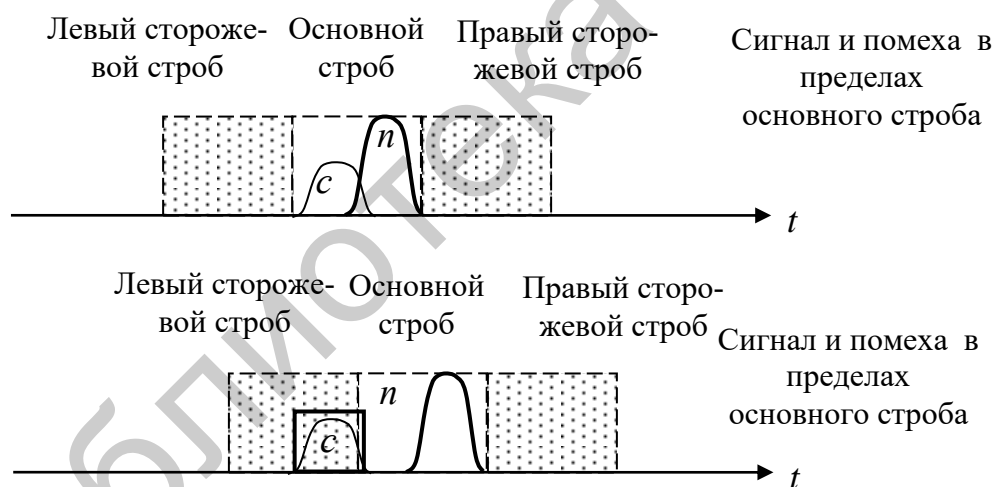 Левый стороже-
вой строб
Основной
строб
Правый сторо-
жевой строб
Сигнал и помеха в
пределах
основного строба
n
c
t
Левый стороже-
вой строб
Основной
строб
Правый сторо-
жевой строб
Сигнал и помеха в
пределах
основного строба
n
c
t
блиотека